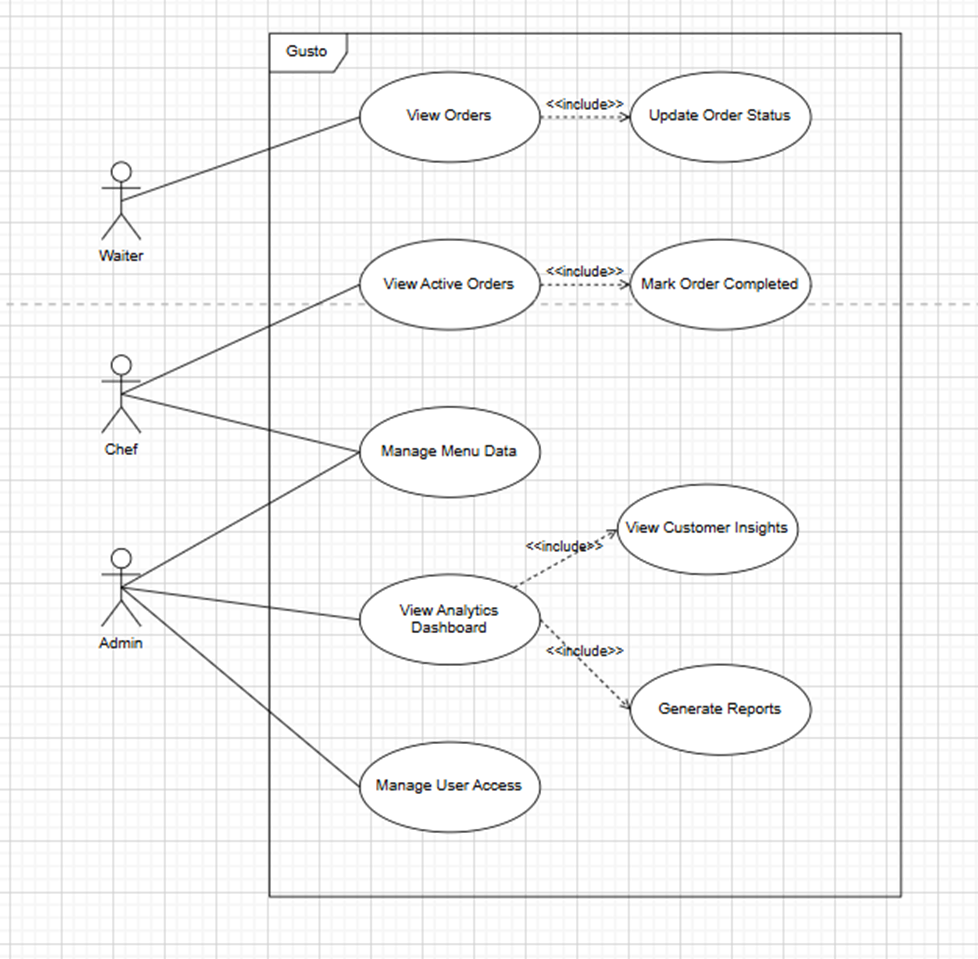 Gusto
View Orders
<<include>>
Update Order Status
Waiter
View Active Orders
<<include>>
Mark Order Completed
Chef
Manage Menu Data
View Customer Insights
<<include>>
Admin
View Analytics
Dashboard
<<include>>
Generate Reports
Manage User Access